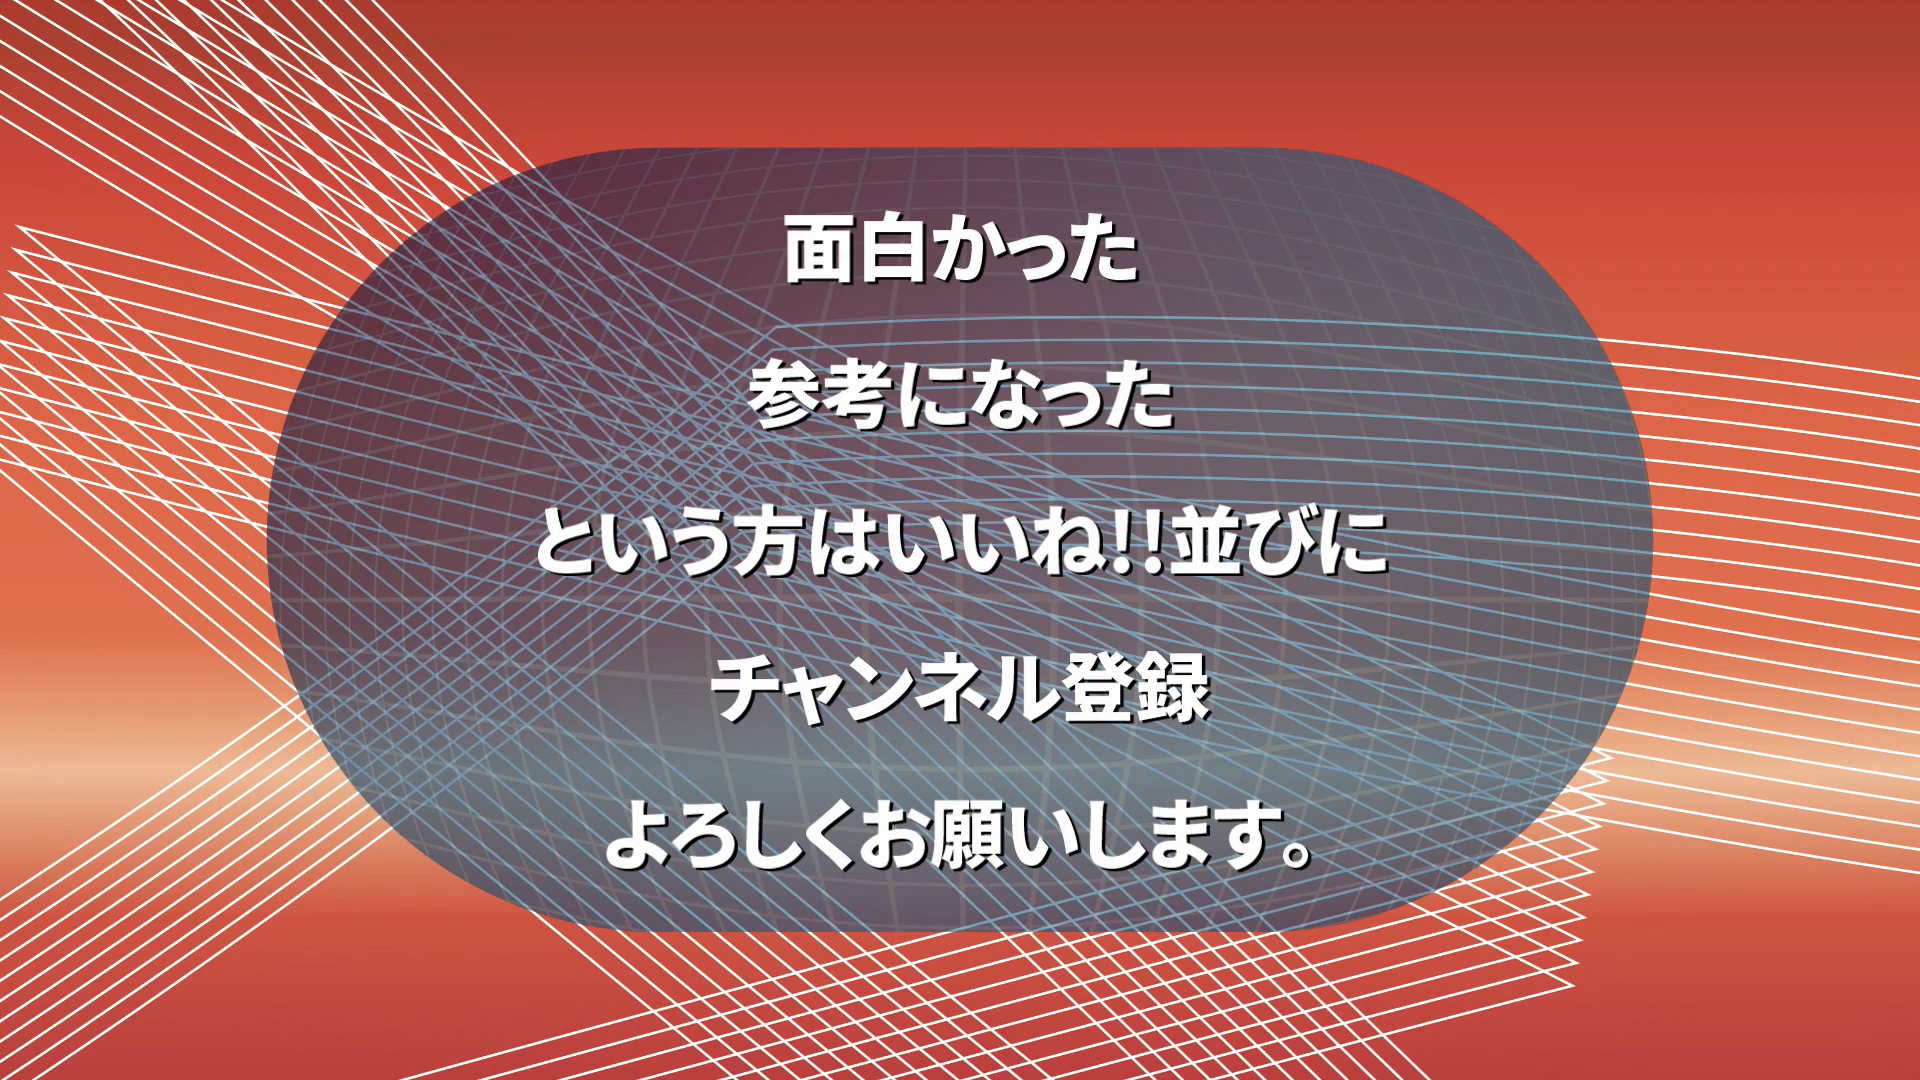 面白かった
参考になった
という方はいいね!!並びに
チャンネル登録
よろしくお願いします。